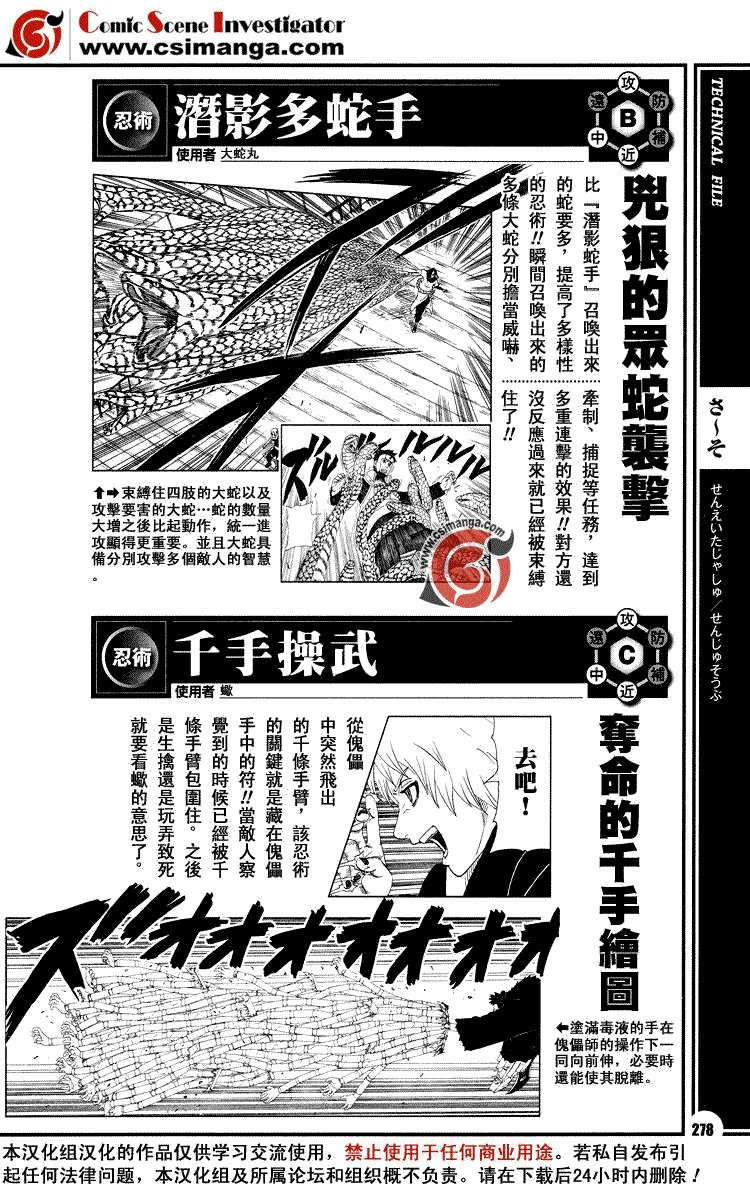 Comic Scene Investigator
www.csimanga.com
TECHNICAL FILE
さ～そ
せんえいたじゃしゅ／せんじゅそうぶ
忍術
潛影多蛇手
使用者 大蛇丸
攻
防
補
近
中
遠
B
兇狠的眾蛇襲擊
比『潛影蛇手』召喚出來
的蛇要多，提高了多樣性
的忍術!!瞬間召喚出來的
多條大蛇分別擔當威嚇、
牽制、捕捉等任務，達到
多重連擊的效果!!對方還
沒反應過來就已經被束縛
住了!!
ズルルルル
www.csimanga.com
⬆➡束縛住四肢的大蛇以及
攻擊要害的大蛇…蛇的數量
大增之後比起動作，統一進
攻顯得更重要。並且大蛇具
備分別攻擊多個敵人的智慧
。
忍術
千手操武
使用者 蠍
攻
防
補
近
中
遠
C
奪命的千手繪圖
去吧！
從傀儡
中突然飛出
的千條手臂，該忍術
的關鍵就是藏在傀儡
手中的符!!當敵人察
覺到的時候已經被千
條手臂包圍住。之後
是生擒還是玩弄致死
就要看蠍的意思了。
ズオオオオオオ
⬅塗滿毒液的手在
傀儡師的操作下一
同向前伸，必要時
還能使其脫離。
278
本汉化组汉化的作品仅供学习交流使用，禁止使用于任何商业用途。若私自发布引
起任何法律问题，本汉化组及所属论坛和组织概不负责。请在下载后24小时内删除！